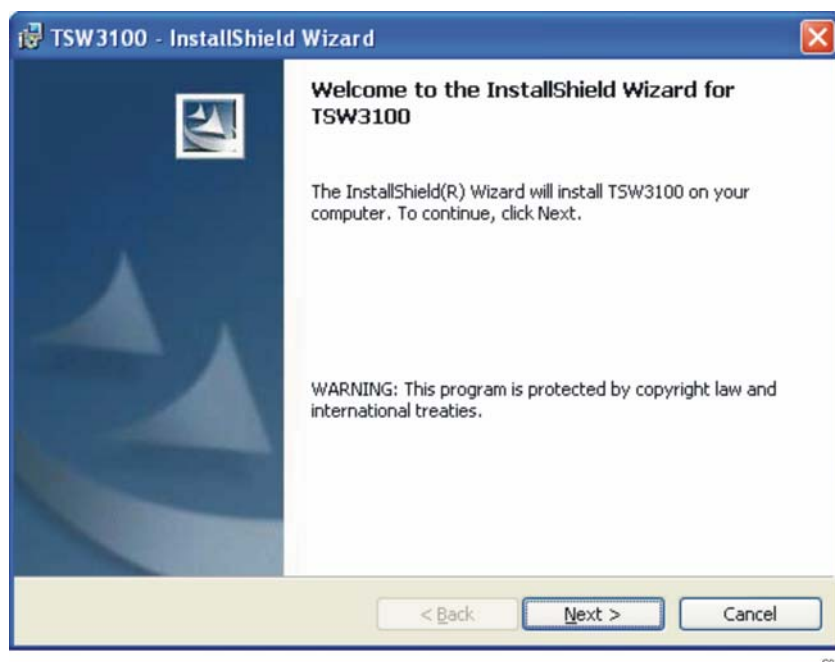 TSW3100 - InstallShield Wizard
Welcome to the InstallShield Wizard for
TSW3100
The InstallShield(R) Wizard will install TSW3100 on your
computer. To continue, click Next.
WARNING: This program is protected by copyright law and
international treaties.
< Back
Next >
Cancel